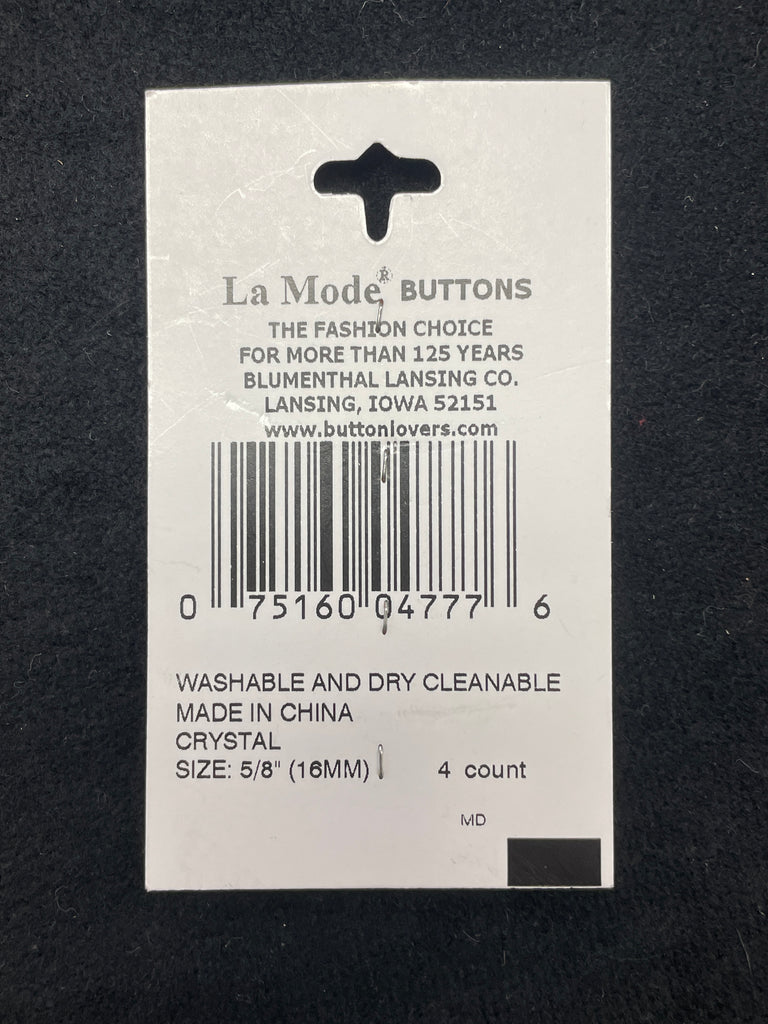 La Mode® BUTTONS
THE FASHION CHOICE
FOR MORE THAN 125 YEARS
BLUMENTHAL LANSING CO.
LANSING, IOWA 52151
www.buttonlovers.com
0 75160 04777 6
WASHABLE AND DRY CLEANABLE
MADE IN CHINA
CRYSTAL
SIZE: 5/8" (16MM) 4 count
MD